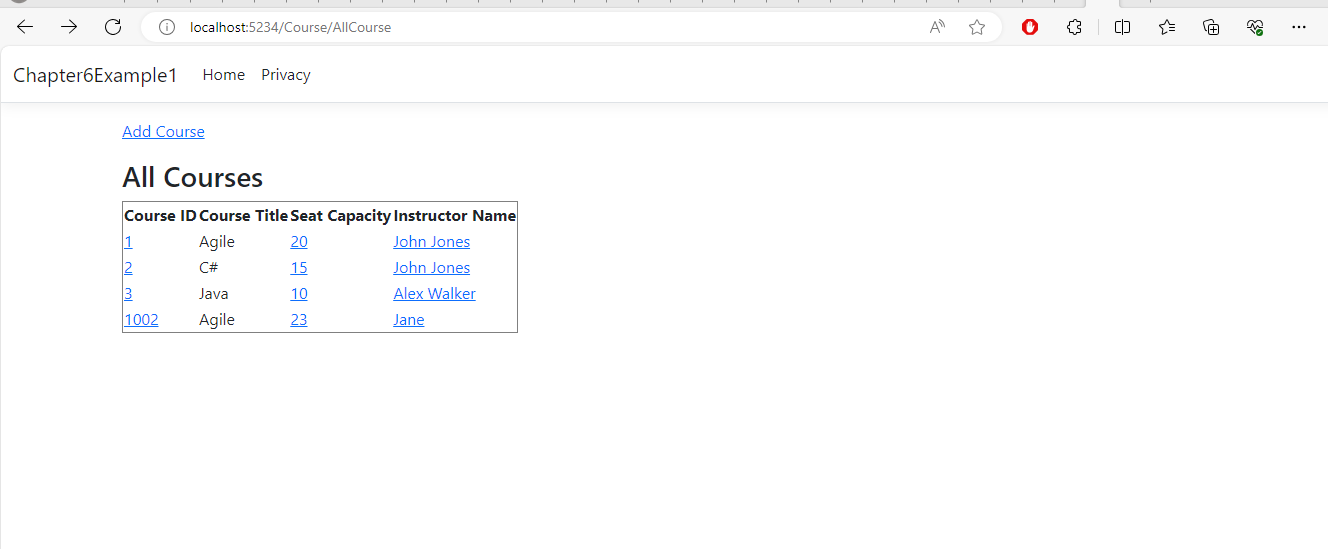 localhost:5234/Course/AllCourse
Chapter6Example1 Home Privacy
Add Course
All Courses
Course ID Course Title Seat Capacity Instructor Name
1 Agile 20 John Jones
2 C# 15 John Jones
3 Java 10 Alex Walker
1002 Agile 23 Jane